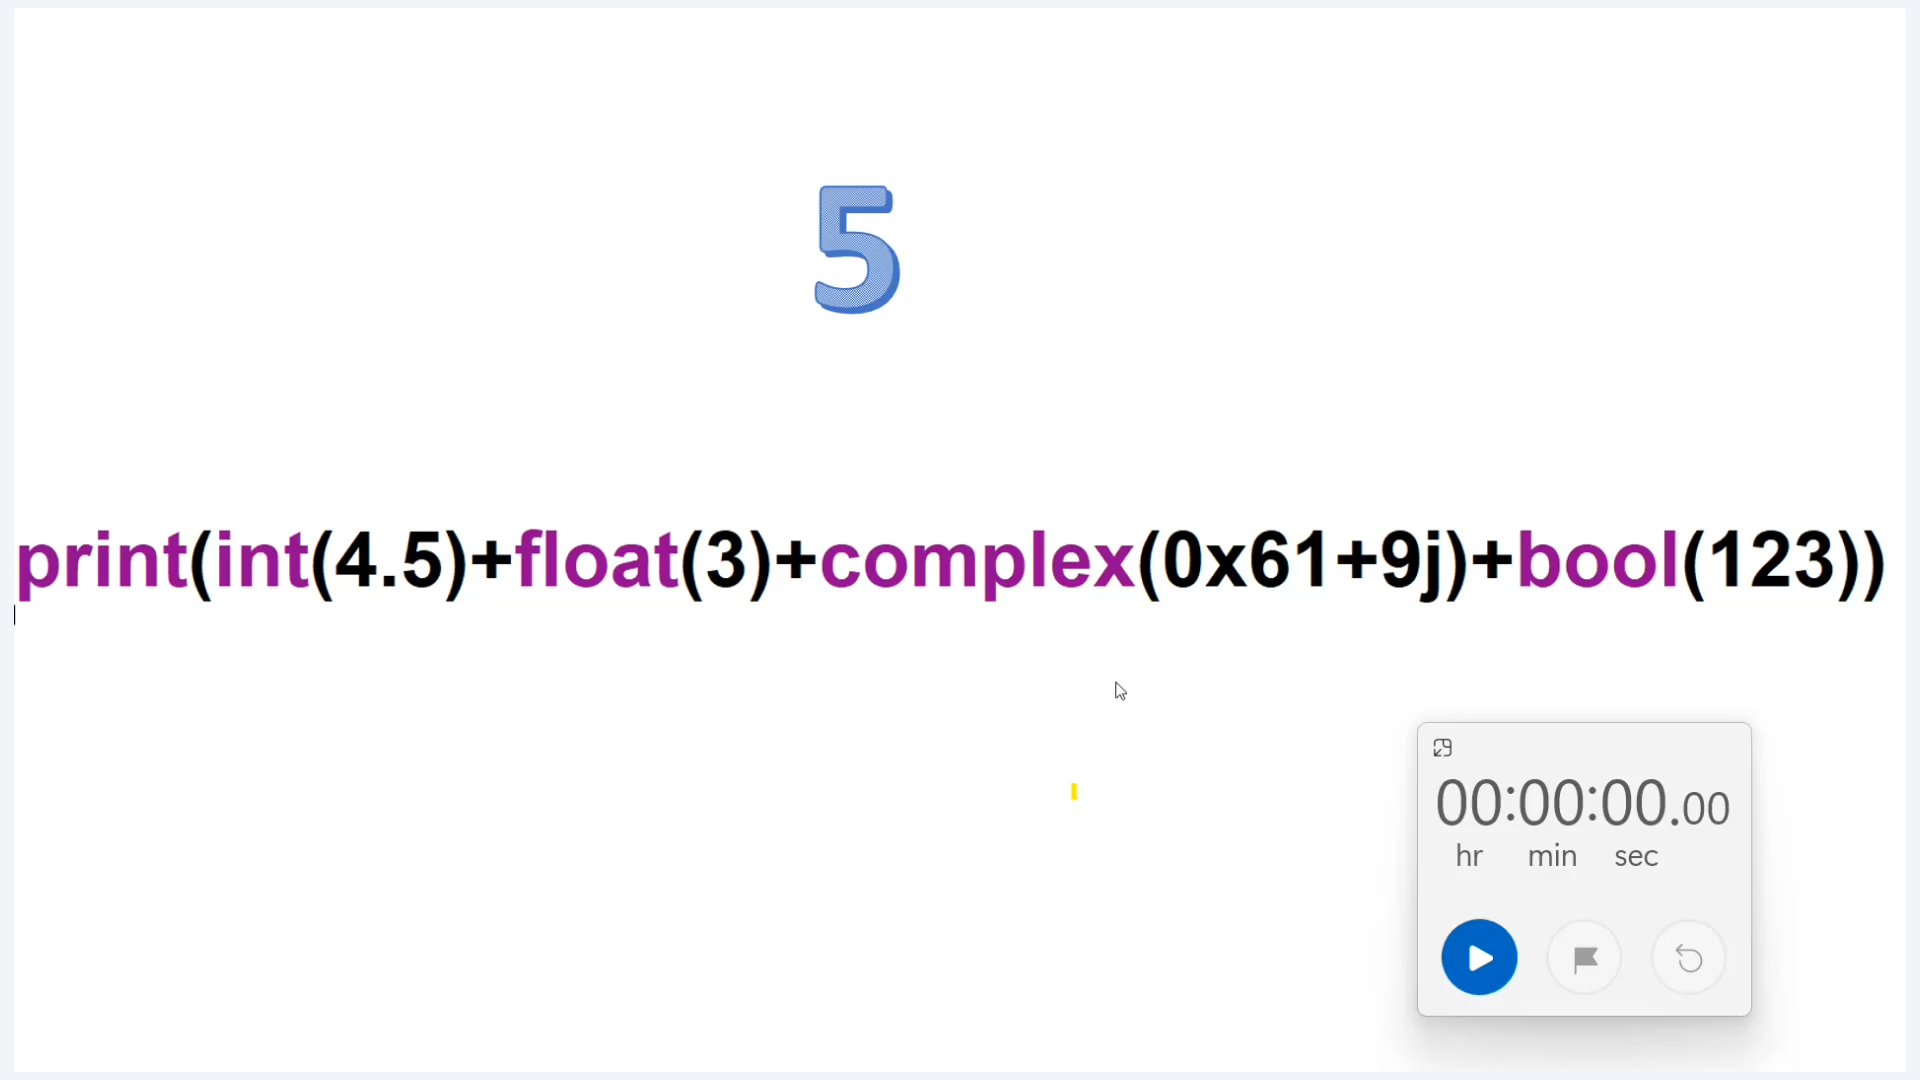 5
print(int(4.5)+float(3)+complex(0x61+9j)+bool(123))
00:00:00.00
hr min sec